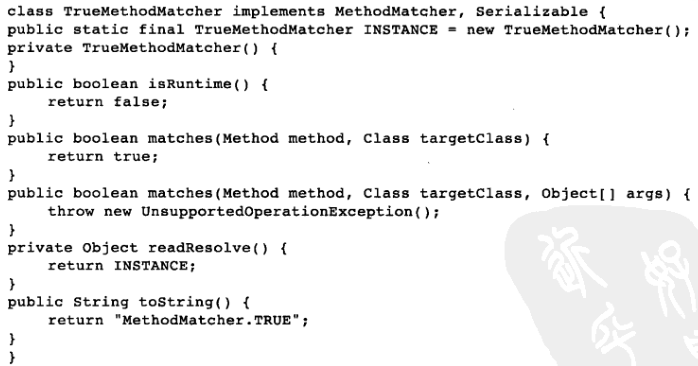 class TrueMethodMatcher implements MethodMatcher, Serializable {
public static final TrueMethodMatcher INSTANCE = new TrueMethodMatcher();
private TrueMethodMatcher() {
}
public boolean isRuntime() {
    return false;
}
public boolean matches(Method method, Class targetClass) {
    return true;
}
public boolean matches(Method method, Class targetClass, Object[] args) {
    throw new UnsupportedOperationException();
}
private Object readResolve() {
    return INSTANCE;
}
public String toString() {
    return "MethodMatcher.TRUE";
}
}